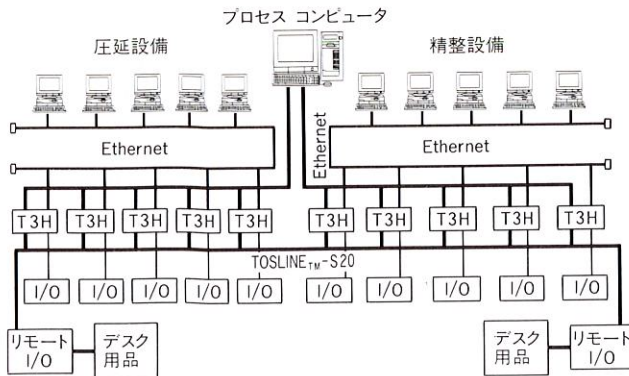 プロセス コンピュータ
圧延設備
精整設備
Ethernet
Ethernet
Ethernet
T3H
T3H
T3H
T3H
T3H
T3H
T3H
T3H
T3H
T3H
TOSLINETM-S20
I/O
I/O
I/O
I/O
I/O
I/O
I/O
I/O
I/O
I/O
リモート
I/O
デスク
用品
デスク
用品
リモート
I/O